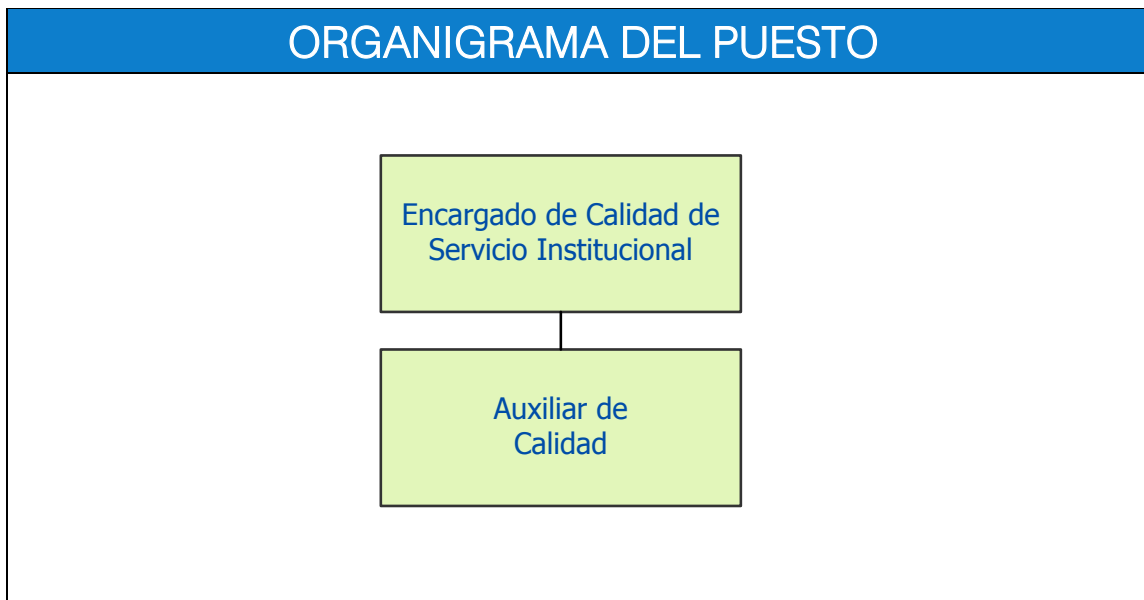 ORGANIGRAMA DEL PUESTO
Encargado de Calidad de
Servicio Institucional
Auxiliar de
Calidad